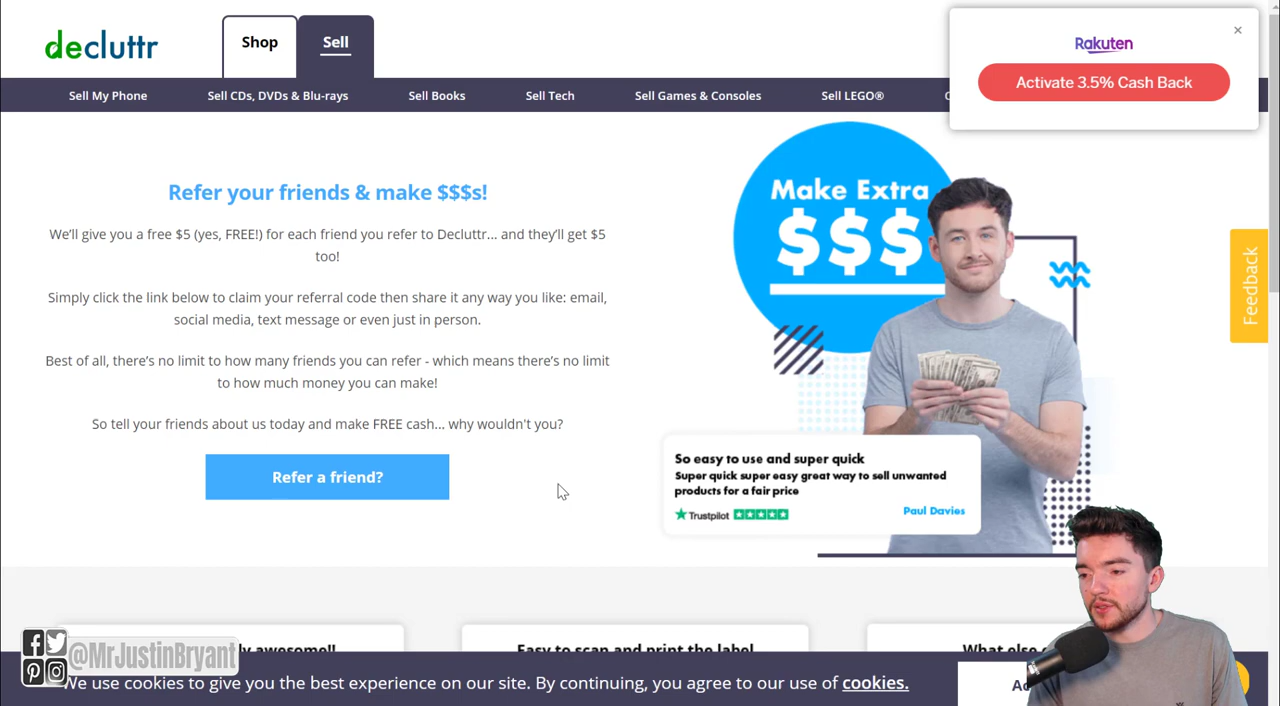 decluttr
Shop
Sell
Rakuten
Activate 3.5% Cash Back
Sell My Phone
Sell CDs, DVDs & Blu-rays
Sell Books
Sell Tech
Sell Games & Consoles
Sell LEGO®
Refer your friends & make $$$s!
We'll give you a free $5 (yes, FREE!) for each friend you refer to Decluttr... and they'll get $5
too!
Simply click the link below to claim your referral code then share it any way you like: email,
social media, text message or even just in person.
Best of all, there's no limit to how many friends you can refer - which means there's no limit
to how much money you can make!
So tell your friends about us today and make FREE cash... why wouldn't you?
Refer a friend?
Make Extra
$$$
So easy to use and super quick
Super quick super easy great way to sell unwanted
products for a fair price
Trustpilot
Paul Davies
Feedback
awesome!!
Easy to scan and print the label
What else
@MrJustinBryant
We use cookies to give you the best experience on our site. By continuing, you agree to our use of cookies.